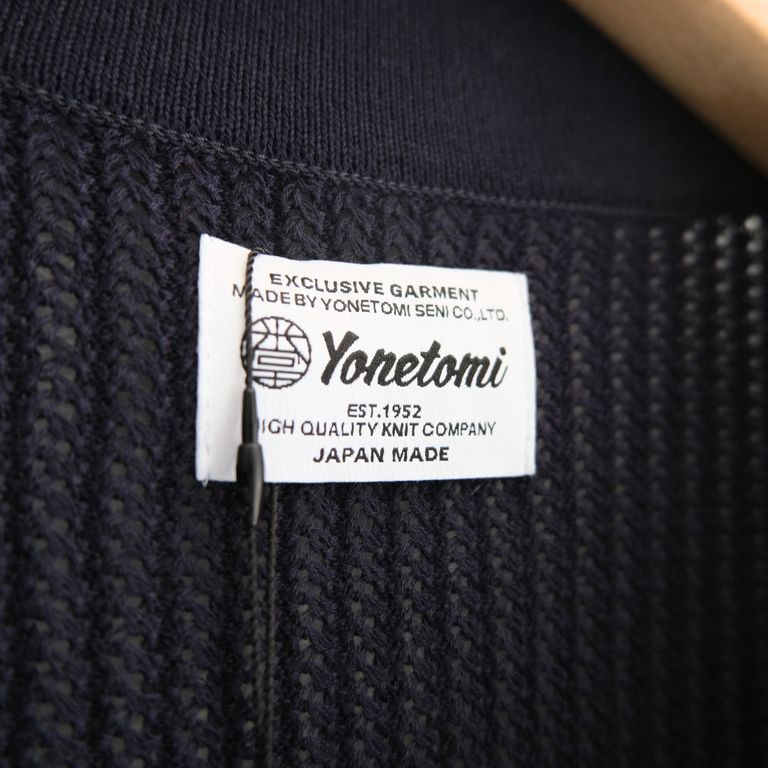 EXCLUSIVE GARMENT
MADE BY YONETOMI SENI CO.,LTD.
Yonetomi
EST.1952
HIGH QUALITY KNIT COMPANY
JAPAN MADE